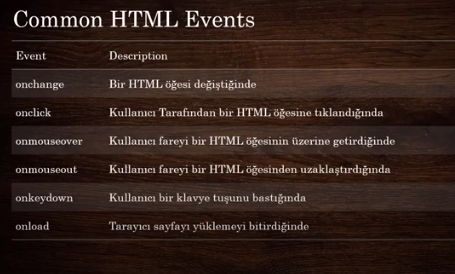 Common HTML Events
Event Description
onchange Bir HTML öğesi değiştiğinde
onclick Kullanıcı Tarafından bir HTML öğesine tıklandığında
onmouseover Kullanıcı fareyi bir HTML öğesinin üzerine getirdiğinde
onmouseout Kullanıcı fareyi bir HTML öğesinden uzaklaştırdığında
onkeydown Kullanıcı bir klavye tuşunu bastığında
onload Tarayıcı sayfayı yüklemeyi bitirdiğinde